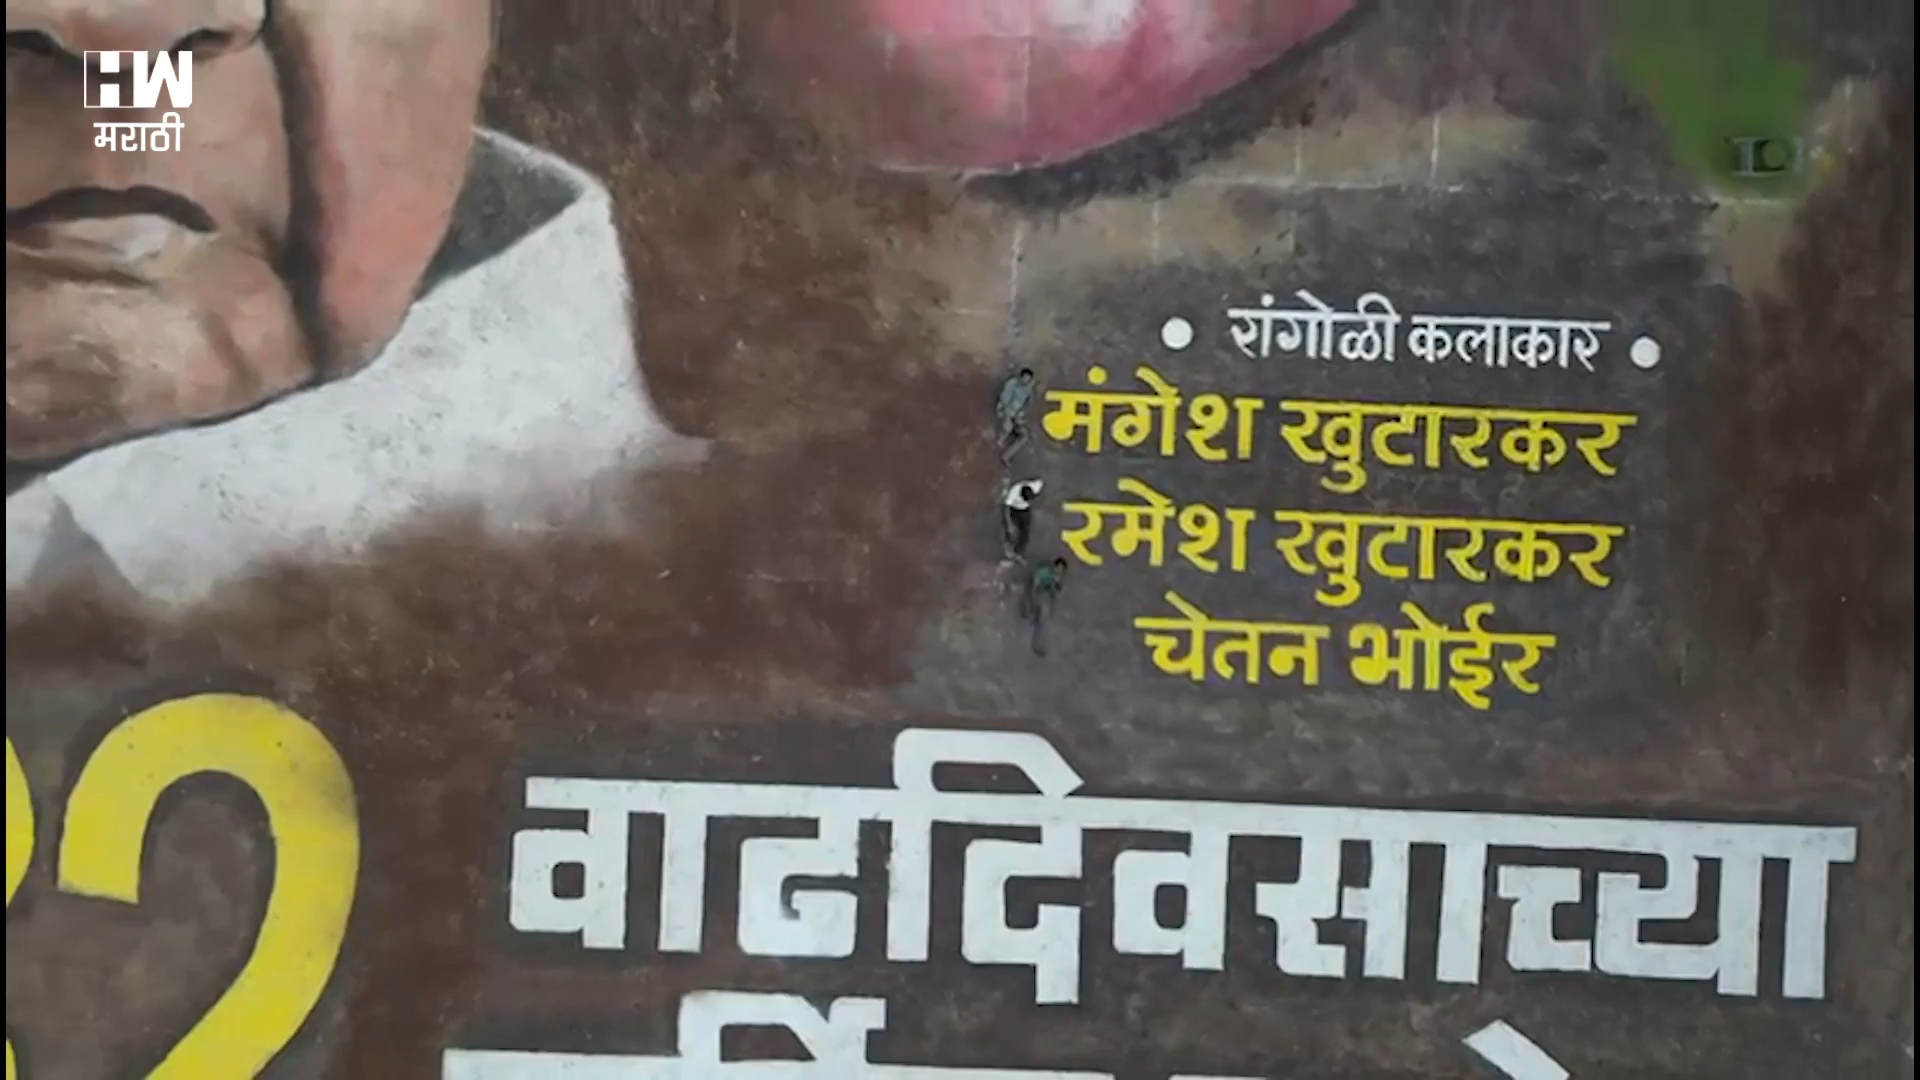 HW
मराठी
• रांगोळी कलाकार •
मंगेश खुटारकर
रमेश खुटारकर
चेतन भोईर
वाढदिवसाच्या